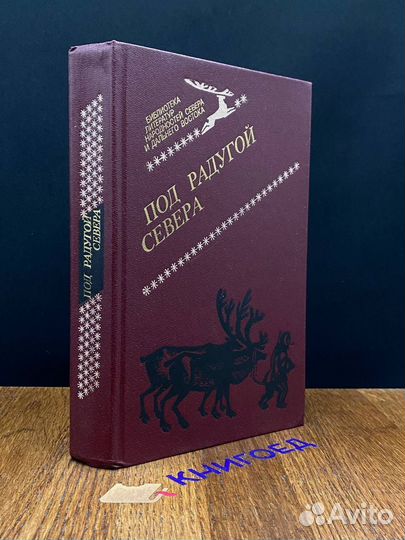 БИБЛИОТЕКА
ЛИТЕРАТУР
НАРОДНОСТЕЙ СЕВЕРА
И ДАЛЬНЕГО ВОСТОКА
ПОД РАДУГОЙ
СЕВЕРА
ПОД РАДУГОЙ
СЕВЕРА
КНИГОЕД
Avito